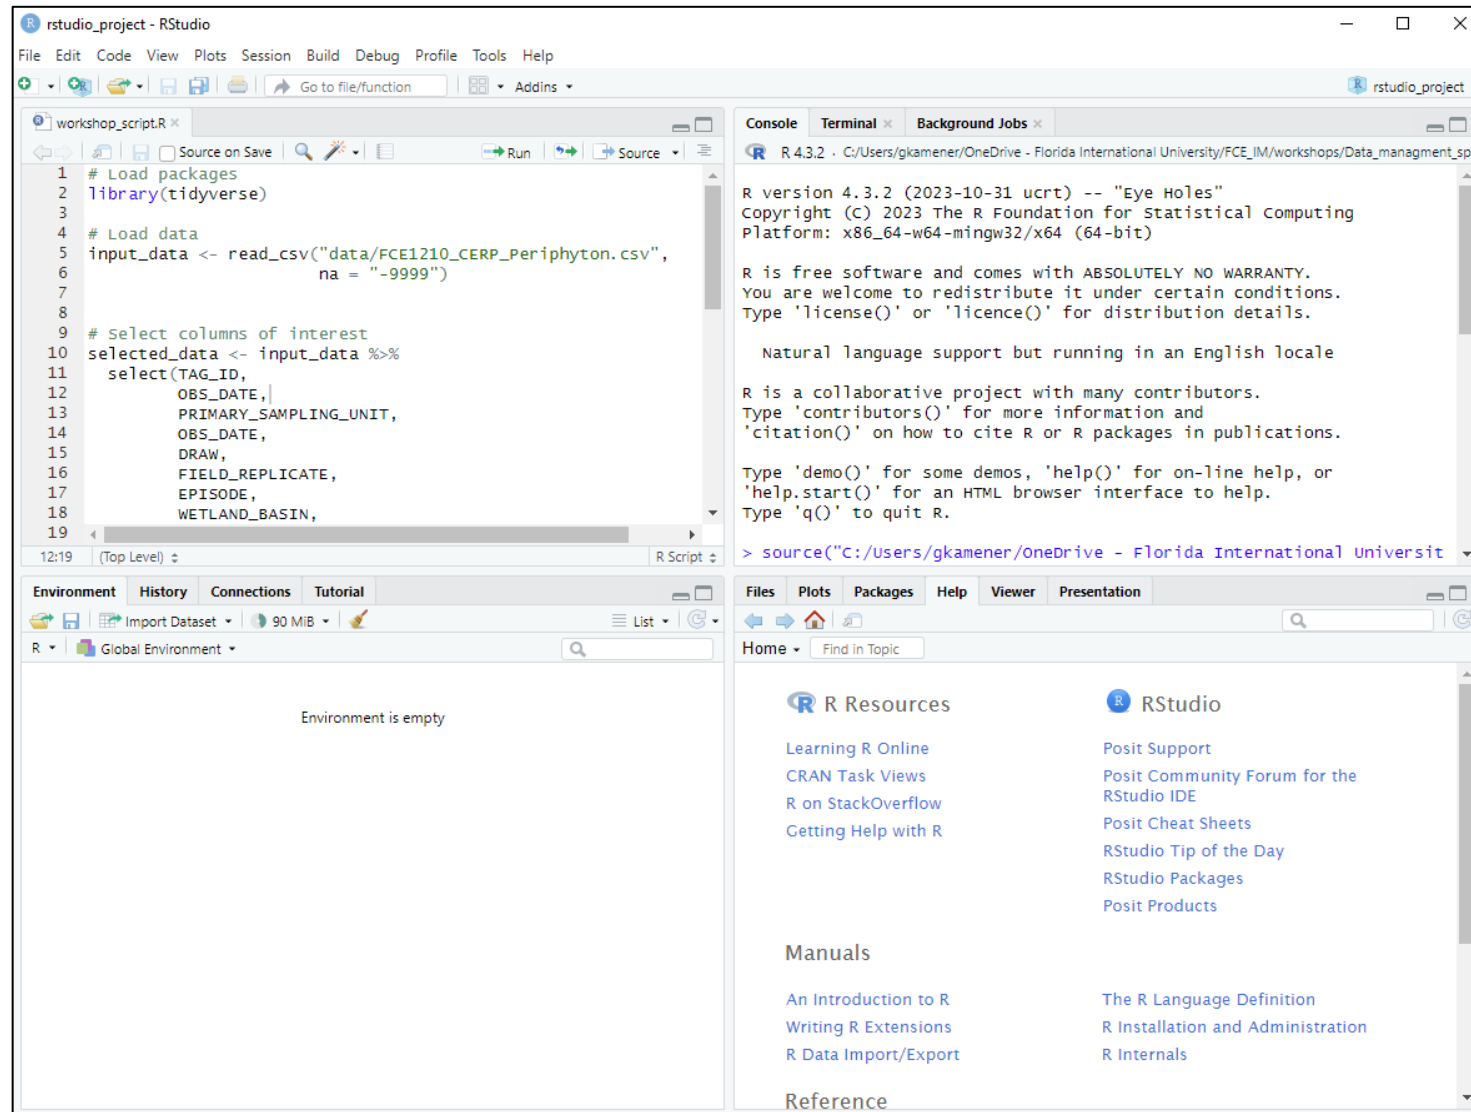 rstudio_project - RStudio
File Edit Code View Plots Session Build Debug Profile Tools Help
Go to file/function Addins rstudio_project
workshop_script.R
Source on Save Run Source
1 # Load packages
2 library(tidyverse)
3
4 # Load data
5 input_data <- read_csv("data/FCE1210_CERP_Periphyton.csv",
6 na = "-9999")
7
8
9 # Select columns of interest
10 selected_data <- input_data %>%
11 select(TAG_ID,
12 OBS_DATE,
13 PRIMARY_SAMPLING_UNIT,
14 OBS_DATE,
15 DRAW,
16 FIELD_REPLICATE,
17 EPISODE,
18 WETLAND_BASIN,
19
12:19 (Top Level) R Script
Console Terminal Background Jobs
R 4.3.2 · C:/Users/gkamener/OneDrive - Florida International University/FCE_IM/workshops/Data_managment_sp
R version 4.3.2 (2023-10-31 ucrt) -- "Eye Holes"
Copyright (C) 2023 The R Foundation for Statistical Computing
Platform: x86_64-w64-mingw32/x64 (64-bit)
R is free software and comes with ABSOLUTELY NO WARRANTY.
You are welcome to redistribute it under certain conditions.
Type 'license()' or 'licence()' for distribution details.
Natural language support but running in an English locale
R is a collaborative project with many contributors.
Type 'contributors()' for more information and
'citation()' on how to cite R or R packages in publications.
Type 'demo()' for some demos, 'help()' for on-line help, or
'help.start()' for an HTML browser interface to help.
Type 'q()' to quit R.
> source("C:/Users/gkamener/OneDrive - Florida International Universit
Environment History Connections Tutorial
Import Dataset 90 MiB List
R Global Environment
Environment is empty
Files Plots Packages Help Viewer Presentation
Home Find in Topic
R Resources
Learning R Online
CRAN Task Views
R on StackOverflow
Getting Help with R
RStudio
Posit Support
Posit Community Forum for the
RStudio IDE
Posit Cheat Sheets
RStudio Tip of the Day
RStudio Packages
Posit Products
Manuals
An Introduction to R
Writing R Extensions
R Data Import/Export
The R Language Definition
R Installation and Administration
R Internals
Reference